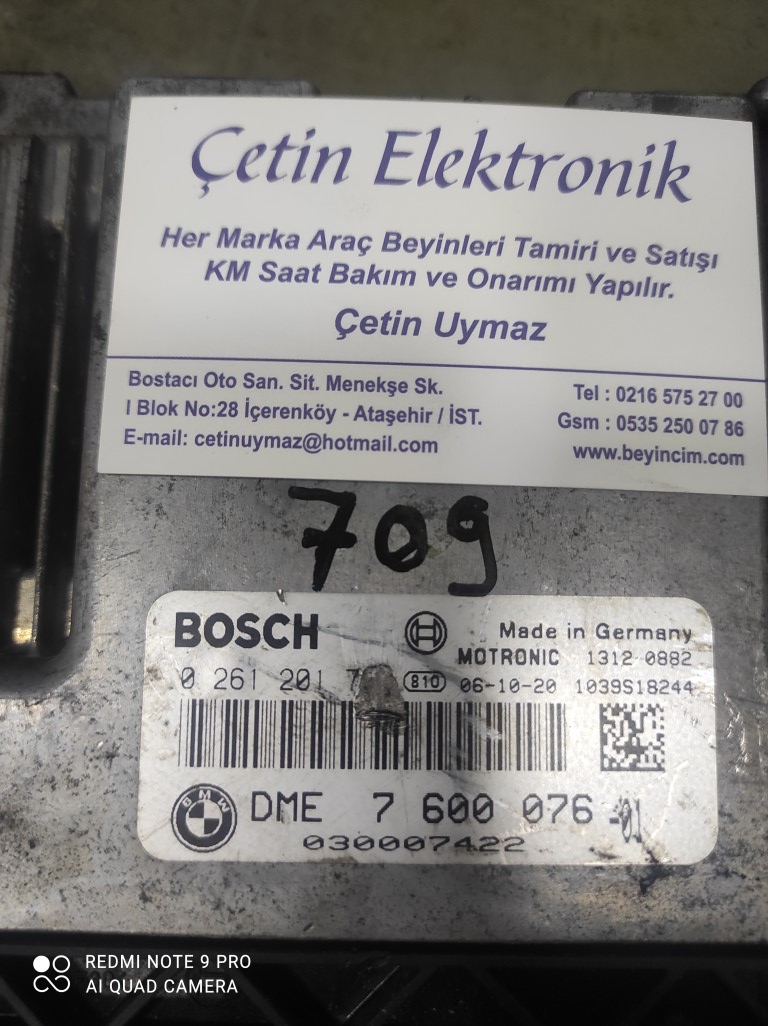 Çetin Elektronik
Her Marka Araç Beyinleri Tamiri ve Satışı
KM Saat Bakım ve Onarımı Yapılır.
Çetin Uymaz
Bostacı Oto San. Sit. Menekşe Sk.
I Blok No:28 İçerenköy - Ataşehir / İST.
E-mail: cetinuymaz@hotmail.com
Tel : 0216 575 27 00
Gsm : 0535 250 07 86
www.beyincim.com
709
BOSCH
Made in Germany
MOTRONIC 1312 0882
0 261 201 810 06-10-20 1039S18244
BMW
DME 7 600 076 -01
030007422
REDMI NOTE 9 PRO
AI QUAD CAMERA